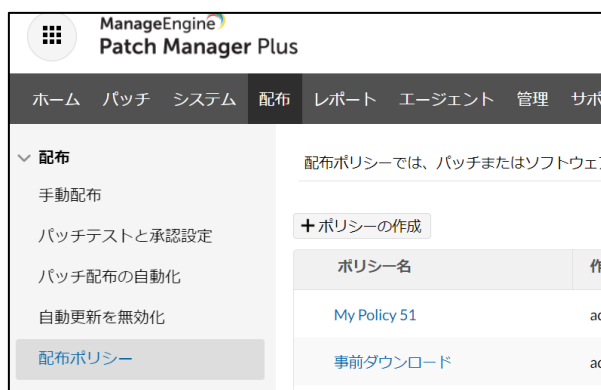 ManageEngine
Patch Manager Plus
ホーム パッチ システム 配布 レポート エージェント 管理 サポ
配布
配布ポリシーでは、パッチまたはソフトウェア
手動配布
パッチテストと承認設定
+ポリシーの作成
パッチ配布の自動化
ポリシー名
自動更新を無効化
My Policy 51
配布ポリシー
事前ダウンロード